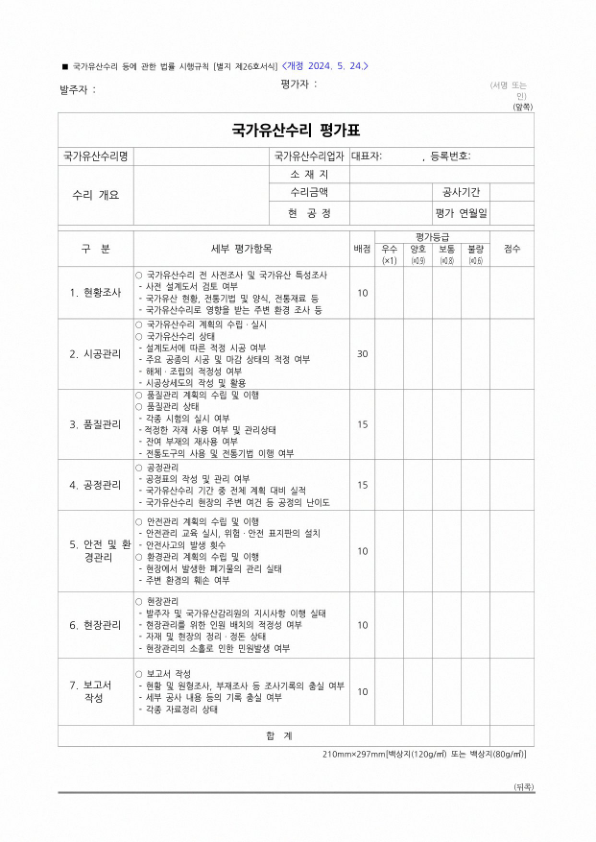 ■ 국가유산수리 등에 관한 법률 시행규칙 [별지 제26호서식] <개정 2024. 5. 24.>
발주자 :
평가자 :
(서명 또는
인)
(앞쪽)
국가유산수리 평가표
국가유산수리명
국가유산수리업자
대표자: , 등록번호:
수리 개요
소 재 지
수리금액
공사기간
현 공 정
평가 연월일
구 분
세부 평가항목
배점
평가등급
점수
우수
(×1)
양호
(×0.9)
보통
(×0.8)
불량
(×0.6)
1. 현황조사
○ 국가유산수리 전 사전조사 및 국가유산 특성조사
- 사전 설계도서 검토 여부
- 국가유산 현황, 전통기법 및 양식, 전통재료 등
- 국가유산수리로 영향을 받는 주변 환경 조사 등
10
2. 시공관리
○ 국가유산수리 계획의 수립ㆍ실시
○ 국가유산수리 상태
- 설계도서에 따른 적정 시공 여부
- 주요 공종의 시공 및 마감 상태의 적정 여부
- 해체ㆍ조립의 적정성 여부
- 시공상세도의 작성 및 활용
30
3. 품질관리
○ 품질관리 계획의 수립 및 이행
○ 품질관리 상태
- 각종 시험의 실시 여부
-적정한 자재 사용 여부 및 관리상태
- 잔여 부재의 재사용 여부
- 전통도구의 사용 및 전통기법 이행 여부
15
4. 공정관리
○ 공정관리
- 공정표의 작성 및 관리 여부
- 국가유산수리 기간 중 전체 계획 대비 실적
- 국가유산수리 현장의 주변 여건 등 공정의 난이도
15
5. 안전 및 환
경관리
○ 안전관리 계획의 수립 및 이행
- 안전관리 교육 실시, 위험ㆍ안전 표지판의 설치
- 안전사고의 발생 횟수
○ 환경관리 계획의 수립 및 이행
- 현장에서 발생한 폐기물의 관리 실태
- 주변 환경의 훼손 여부
10
6. 현장관리
○ 현장관리
- 발주자 및 국가유산감리원의 지시사항 이행 실태
- 현장관리를 위한 인원 배치의 적정성 여부
- 자재 및 현장의 정리ㆍ정돈 상태
- 현장관리의 소홀로 인한 민원발생 여부
10
7. 보고서
작성
○ 보고서 작성
- 현황 및 원형조사, 부재조사 등 조사기록의 충실 여부
- 세부 공사 내용 등의 기록 충실 여부
- 각종 자료정리 상태
10
합 계
210mm×297mm[백상지(120g/㎡) 또는 백상지(80g/㎡)]
(뒤쪽)